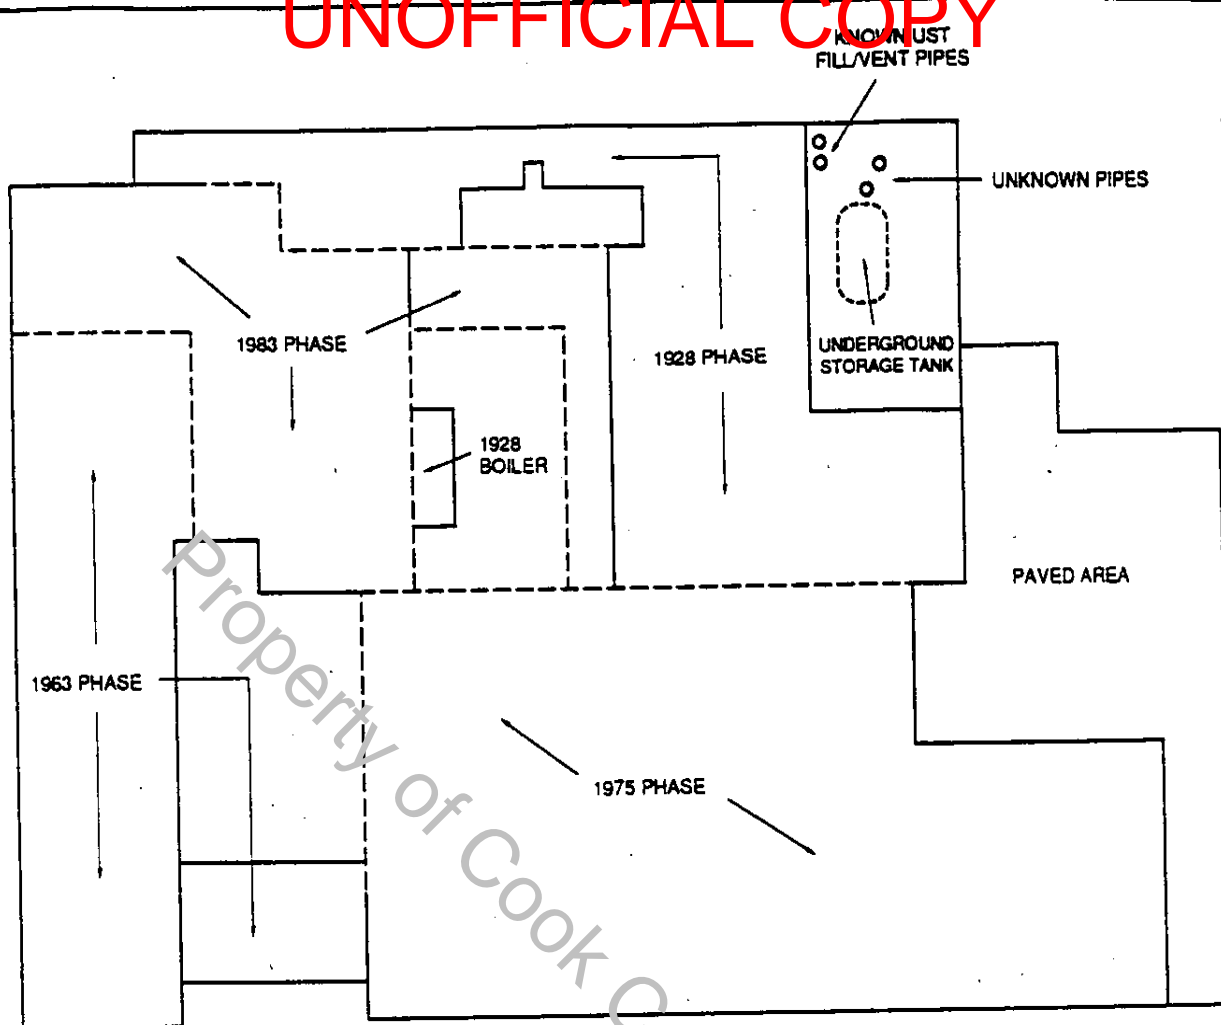 UNOFFICIAL COPY
KNOWN UST
FILL/VENT PIPES
UNKNOWN PIPES
UNDERGROUND
STORAGE TANK
1983 PHASE
1928 PHASE
1928
BOILER
PAVED AREA
1963 PHASE
1975 PHASE
Property of Cook C